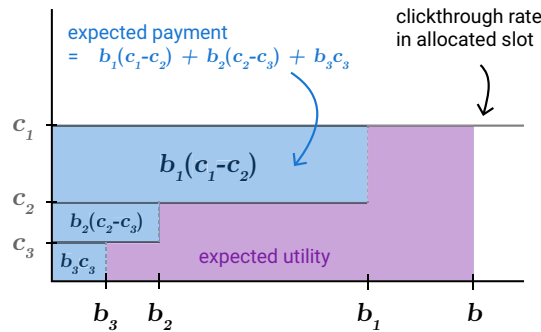 expected payment
= b₁(c₁-c₂) + b₂(c₂-c₃) + b₃c₃
clickthrough rate
in allocated slot
c₁
b₁(c₁-c₂)
c₂
b₂(c₂-c₃)
c₃
b₃c₃
expected utility
b₃
b₂
b₁
b